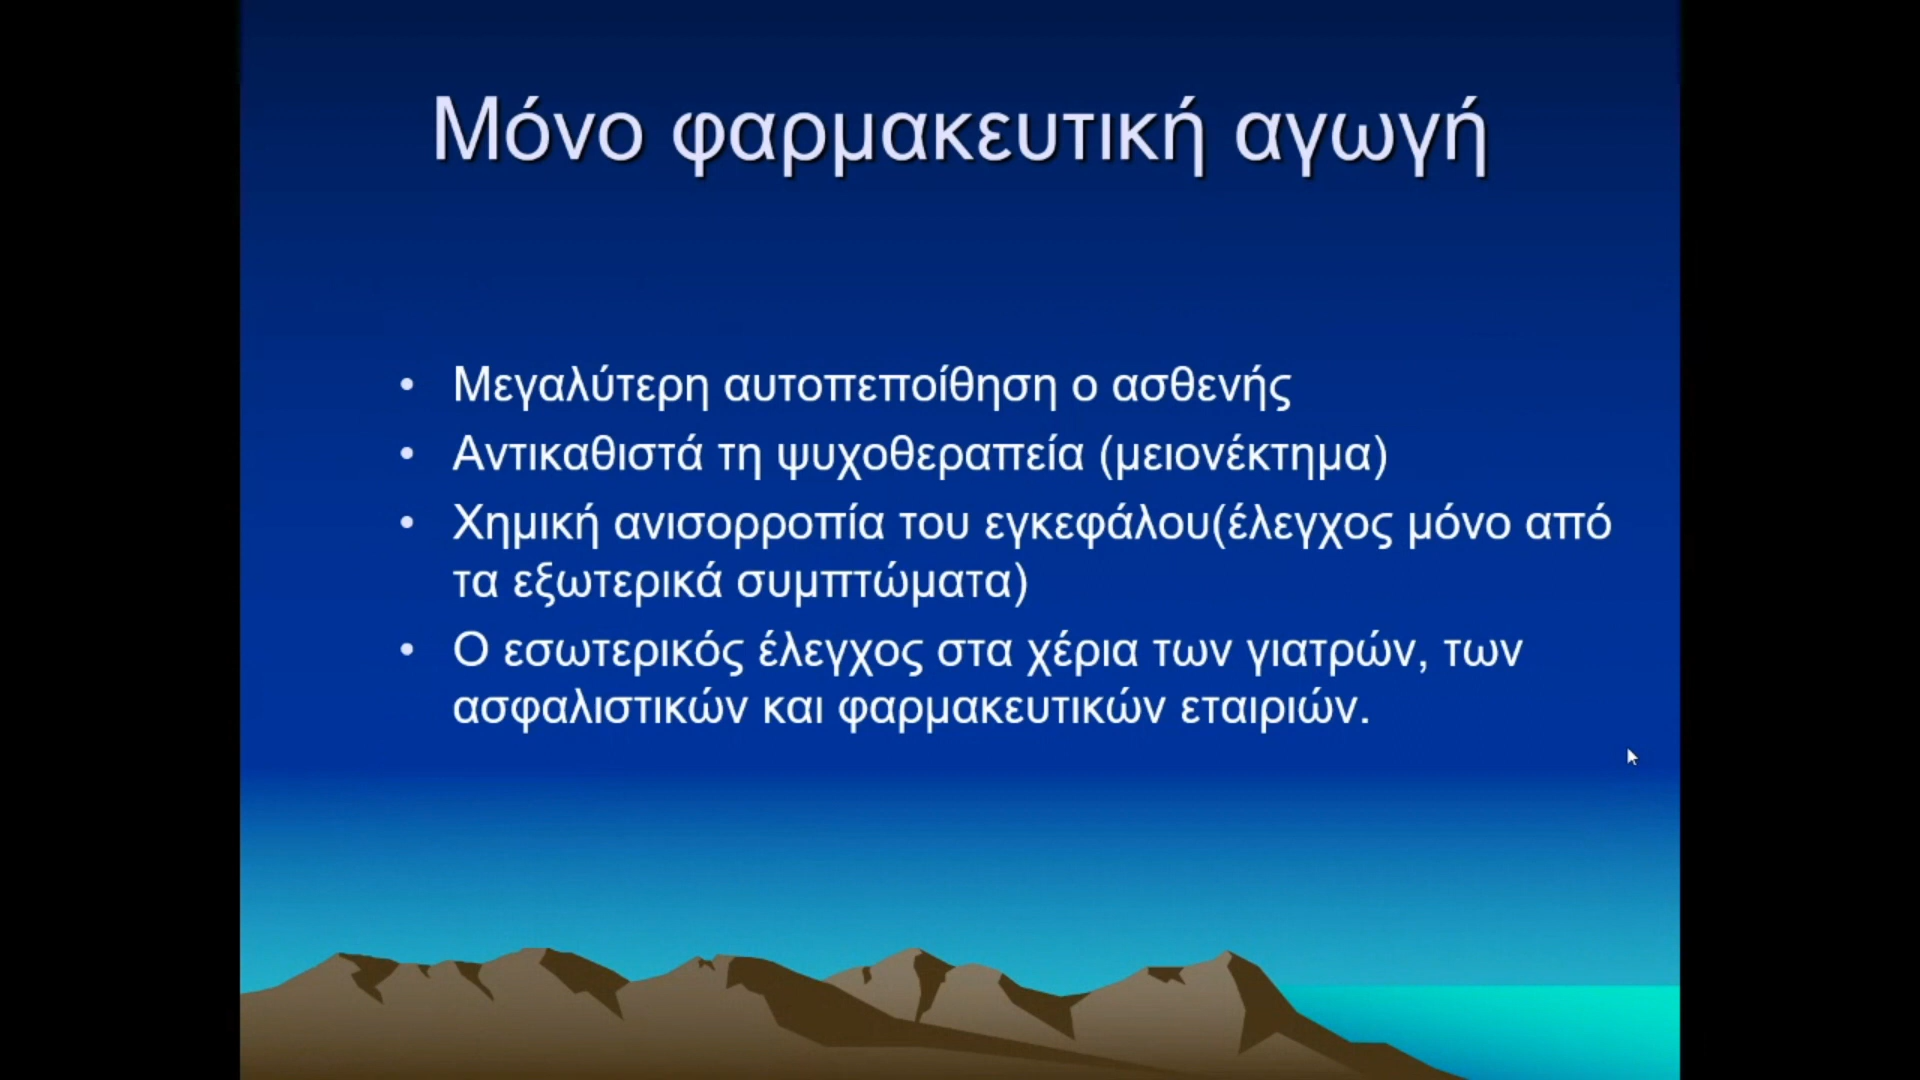 Μόνο φαρμακευτική αγωγή
• Μεγαλύτερη αυτοπεποίθηση ο ασθενής
• Αντικαθιστά τη ψυχοθεραπεία (μειονέκτημα)
• Χημική ανισορροπία του εγκεφάλου(έλεγχος μόνο από
τα εξωτερικά συμπτώματα)
• Ο εσωτερικός έλεγχος στα χέρια των γιατρών, των
ασφαλιστικών και φαρμακευτικών εταιριών.